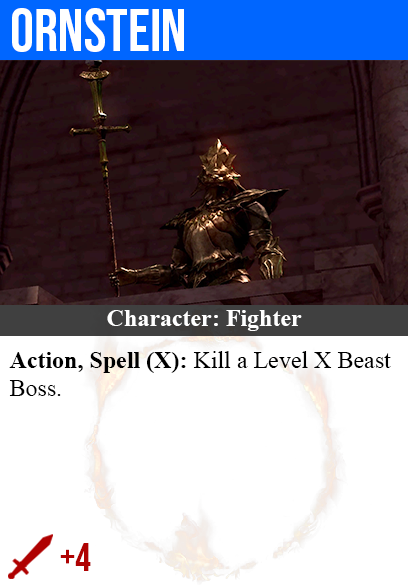 ORNSTEIN
Character: Fighter
Action, Spell (X): Kill a Level X Beast
Boss.
+4